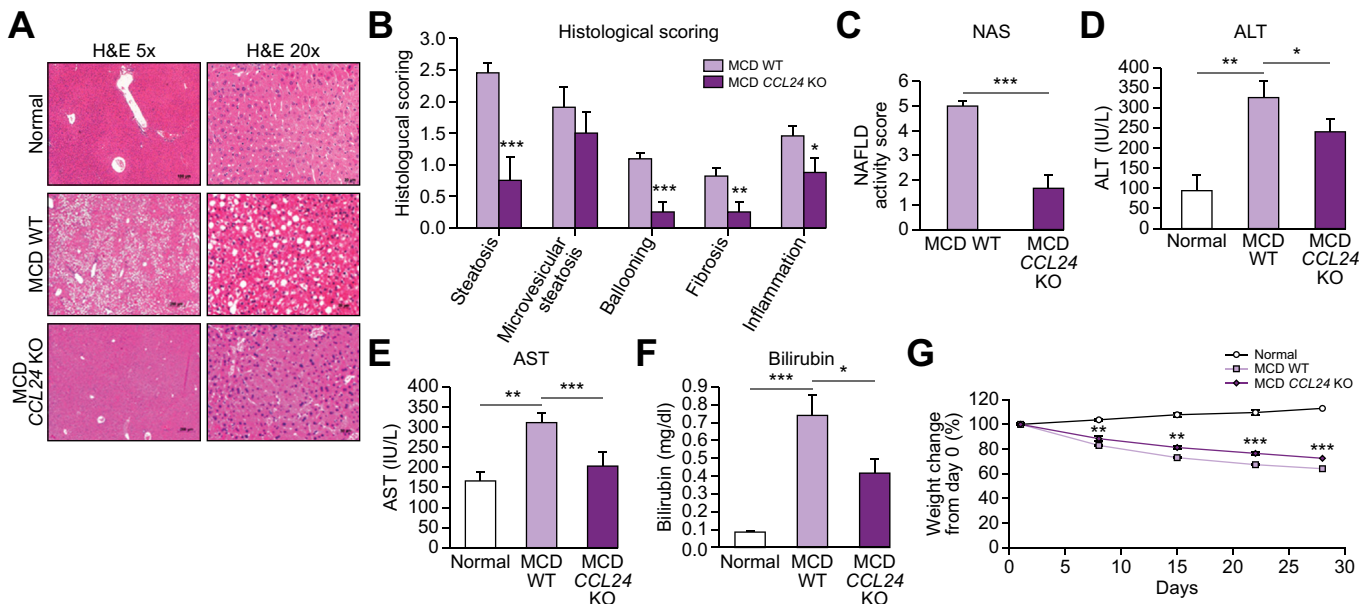 A
H&E 5x
H&E 20x
Normal
MCD WT
MCD
CCL24 KO
B
Histological scoring
MCD WT
MCD CCL24 KO
Histologucal scoring
3.0
2.5
2.0
1.5
1.0
0.5
0.0
***
***
**
*
Steatosis
Microvesicular
steatosis
Ballooning
Fibrosis
Inflammation
C
NAS
NAFLD
activity score
6
5
4
3
2
1
0
***
MCD WT
MCD
CCL24
KO
D
ALT
ALT (IU/L)
400
350
300
250
200
150
100
50
0
**
*
Normal
MCD
WT
MCD
CCL24
KO
E
AST
AST (IU/L)
400
350
300
250
200
150
100
50
0
**
***
Normal
MCD
WT
MCD
CCL24
KO
F
Bilirubin
Bilirubin (mg/dl)
0.9
0.8
0.7
0.6
0.5
0.4
0.3
0.2
0.1
0
***
*
Normal
MCD
WT
MCD
CCL24
KO
G
Normal
MCD WT
MCD CCL24 KO
Weight change
from day 0 (%)
120
100
80
60
40
20
0
**
**
***
***
0
5
10
15
20
25
30
Days